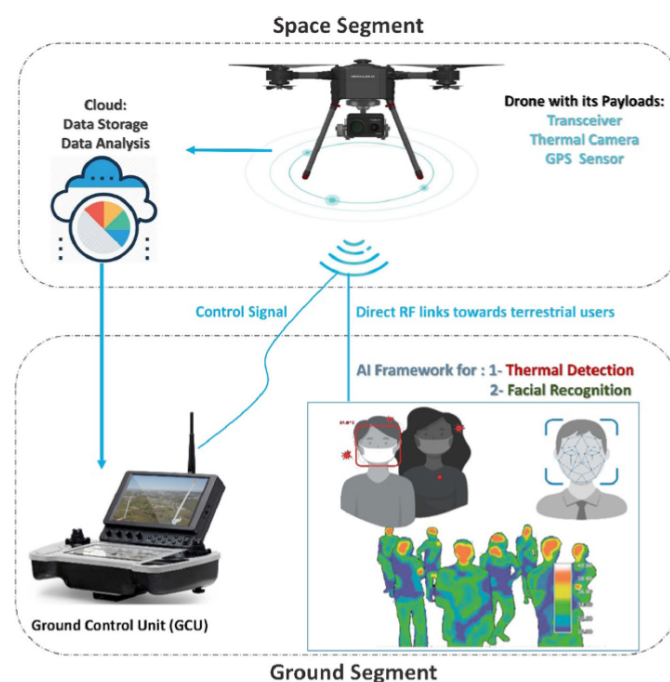 Space Segment
Cloud:
Data Storage
Data Analysis
Drone with its Payloads:
Transceiver
Thermal Camera
GPS Sensor
Control Signal
Direct RF links towards terrestrial users
AI Framework for : 1- Thermal Detection
2- Facial Recognition
Ground Control Unit (GCU)
Ground Segment